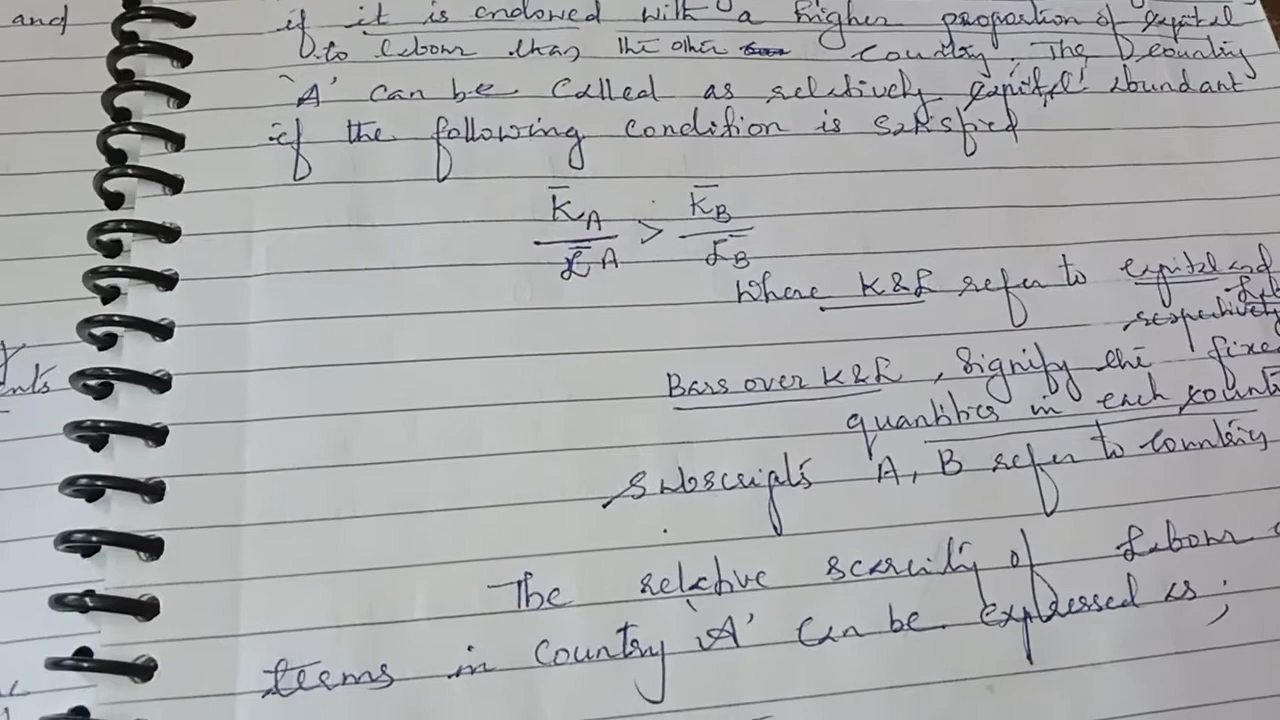 and
if it is endowed with a higher proportion of capital
to labour than the other country. The country
'A' can be called as relatively capital abundant
if the following condition is satisfied
K̄A / L̄A > K̄B / L̄B
Where K & L refer to capital and
respectively
Bars over K & L, signify the fixed
quantities in each
Subscripts A, B refer to country
The relative scarcity of Labour
terms in country 'A' can be expressed as;